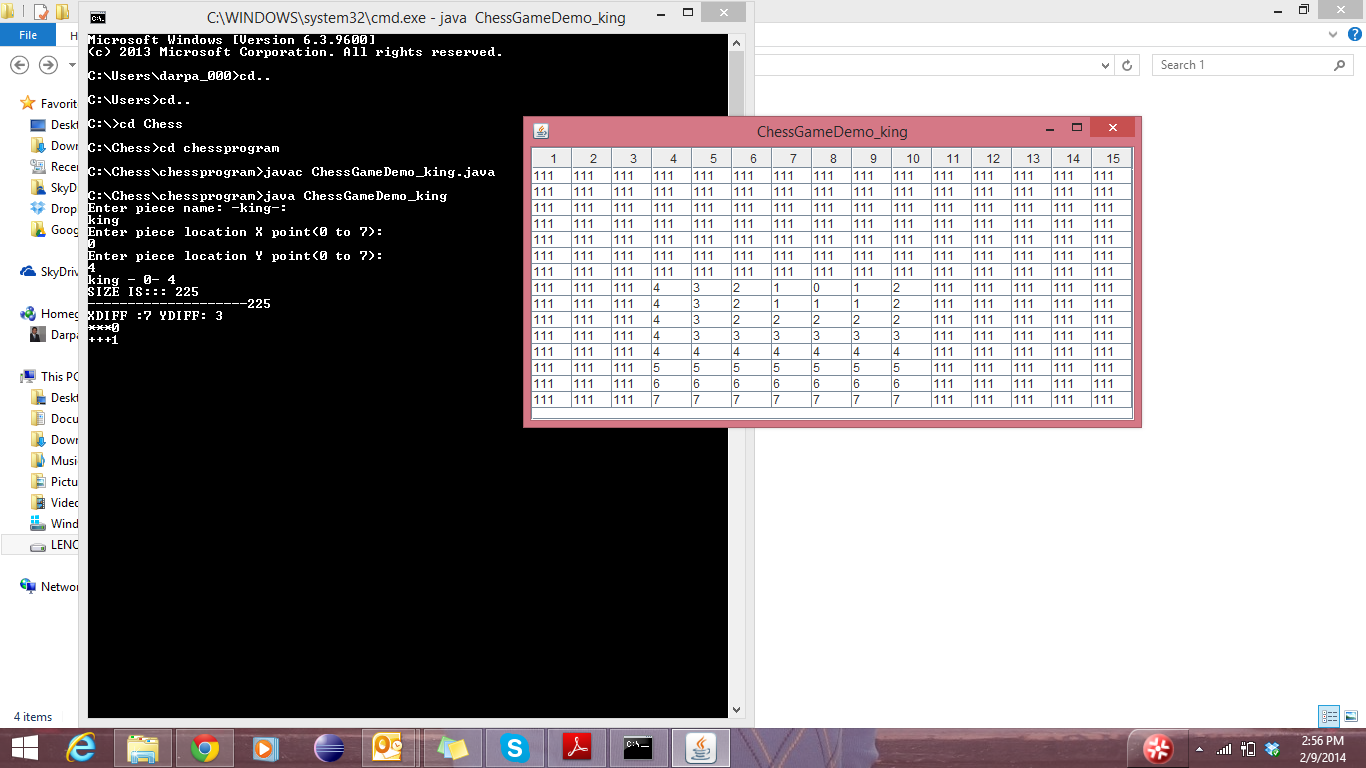 C:\WINDOWS\system32\cmd.exe - java ChessGameDemo_king
File H
Search 1
Microsoft Windows [Version 6.3.9600]
(c) 2013 Microsoft Corporation. All rights reserved.
C:\Users\darpa_000>cd..
C:\Users>cd..
C:\>cd Chess
C:\Chess>cd chessprogram
C:\Chess\chessprogram>javac ChessGameDemo_king.java
C:\Chess\chessprogram>java ChessGameDemo_king
Enter piece name: -king-:
king
Enter piece location X point(0 to 7):
0
Enter piece location Y point(0 to 7):
4
king - 0- 4
SIZE IS::: 225
--------------------225
XDIFF :7 YDIFF: 3
***0
+++1
Favorit
Deskt
Down
Recen
SkyDr
Drop
Goog
SkyDriv
Homeg
Darpa
This PC
Deskt
Docu
Down
Musi
Pictu
Video
Wind
LENC
Networ
4 items
ChessGameDemo_king
1 2 3 4 5 6 7 8 9 10 11 12 13 14 15
111 111 111 111 111 111 111 111 111 111 111 111 111 111 111
111 111 111 111 111 111 111 111 111 111 111 111 111 111 111
111 111 111 111 111 111 111 111 111 111 111 111 111 111 111
111 111 111 111 111 111 111 111 111 111 111 111 111 111 111
111 111 111 111 111 111 111 111 111 111 111 111 111 111 111
111 111 111 111 111 111 111 111 111 111 111 111 111 111 111
111 111 111 111 111 111 111 111 111 111 111 111 111 111 111
111 111 111 4 3 2 1 0 1 2 111 111 111 111 111
111 111 111 4 3 2 1 1 1 2 111 111 111 111 111
111 111 111 4 3 2 2 2 2 2 111 111 111 111 111
111 111 111 4 3 3 3 3 3 3 111 111 111 111 111
111 111 111 4 4 4 4 4 4 4 111 111 111 111 111
111 111 111 5 5 5 5 5 5 5 111 111 111 111 111
111 111 111 6 6 6 6 6 6 6 111 111 111 111 111
111 111 111 7 7 7 7 7 7 7 111 111 111 111 111
2:56 PM
2/9/2014